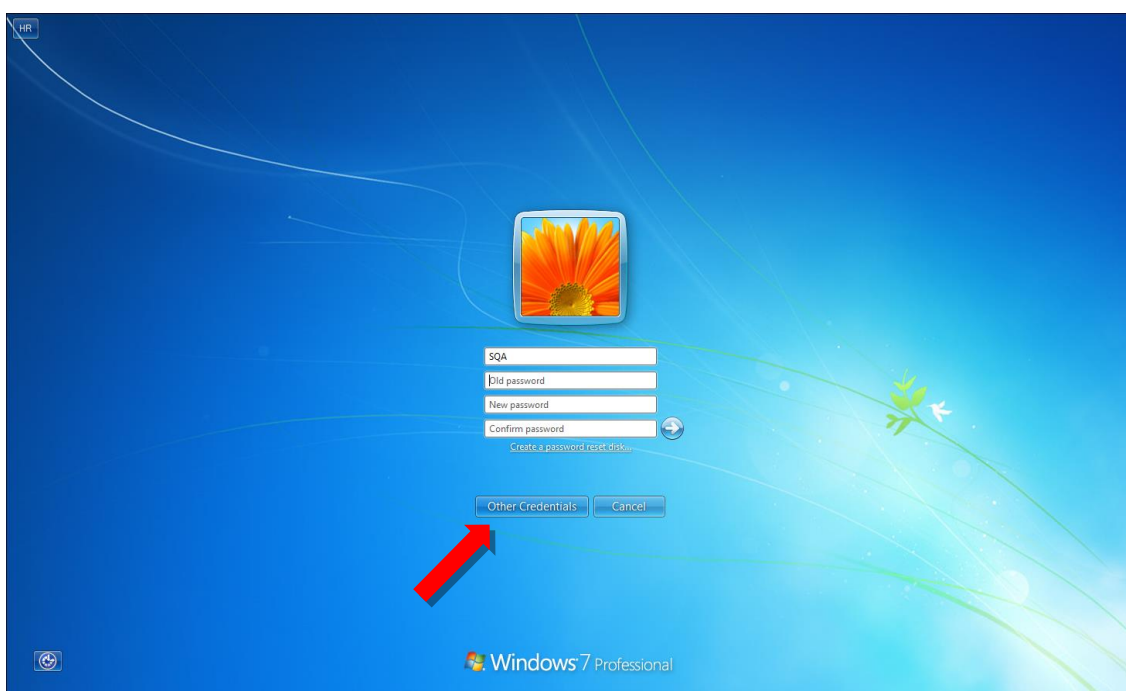 HR
SQA
Old password
New password
Confirm password
Create a password reset disk...
Other Credentials
Cancel
Windows 7 Professional